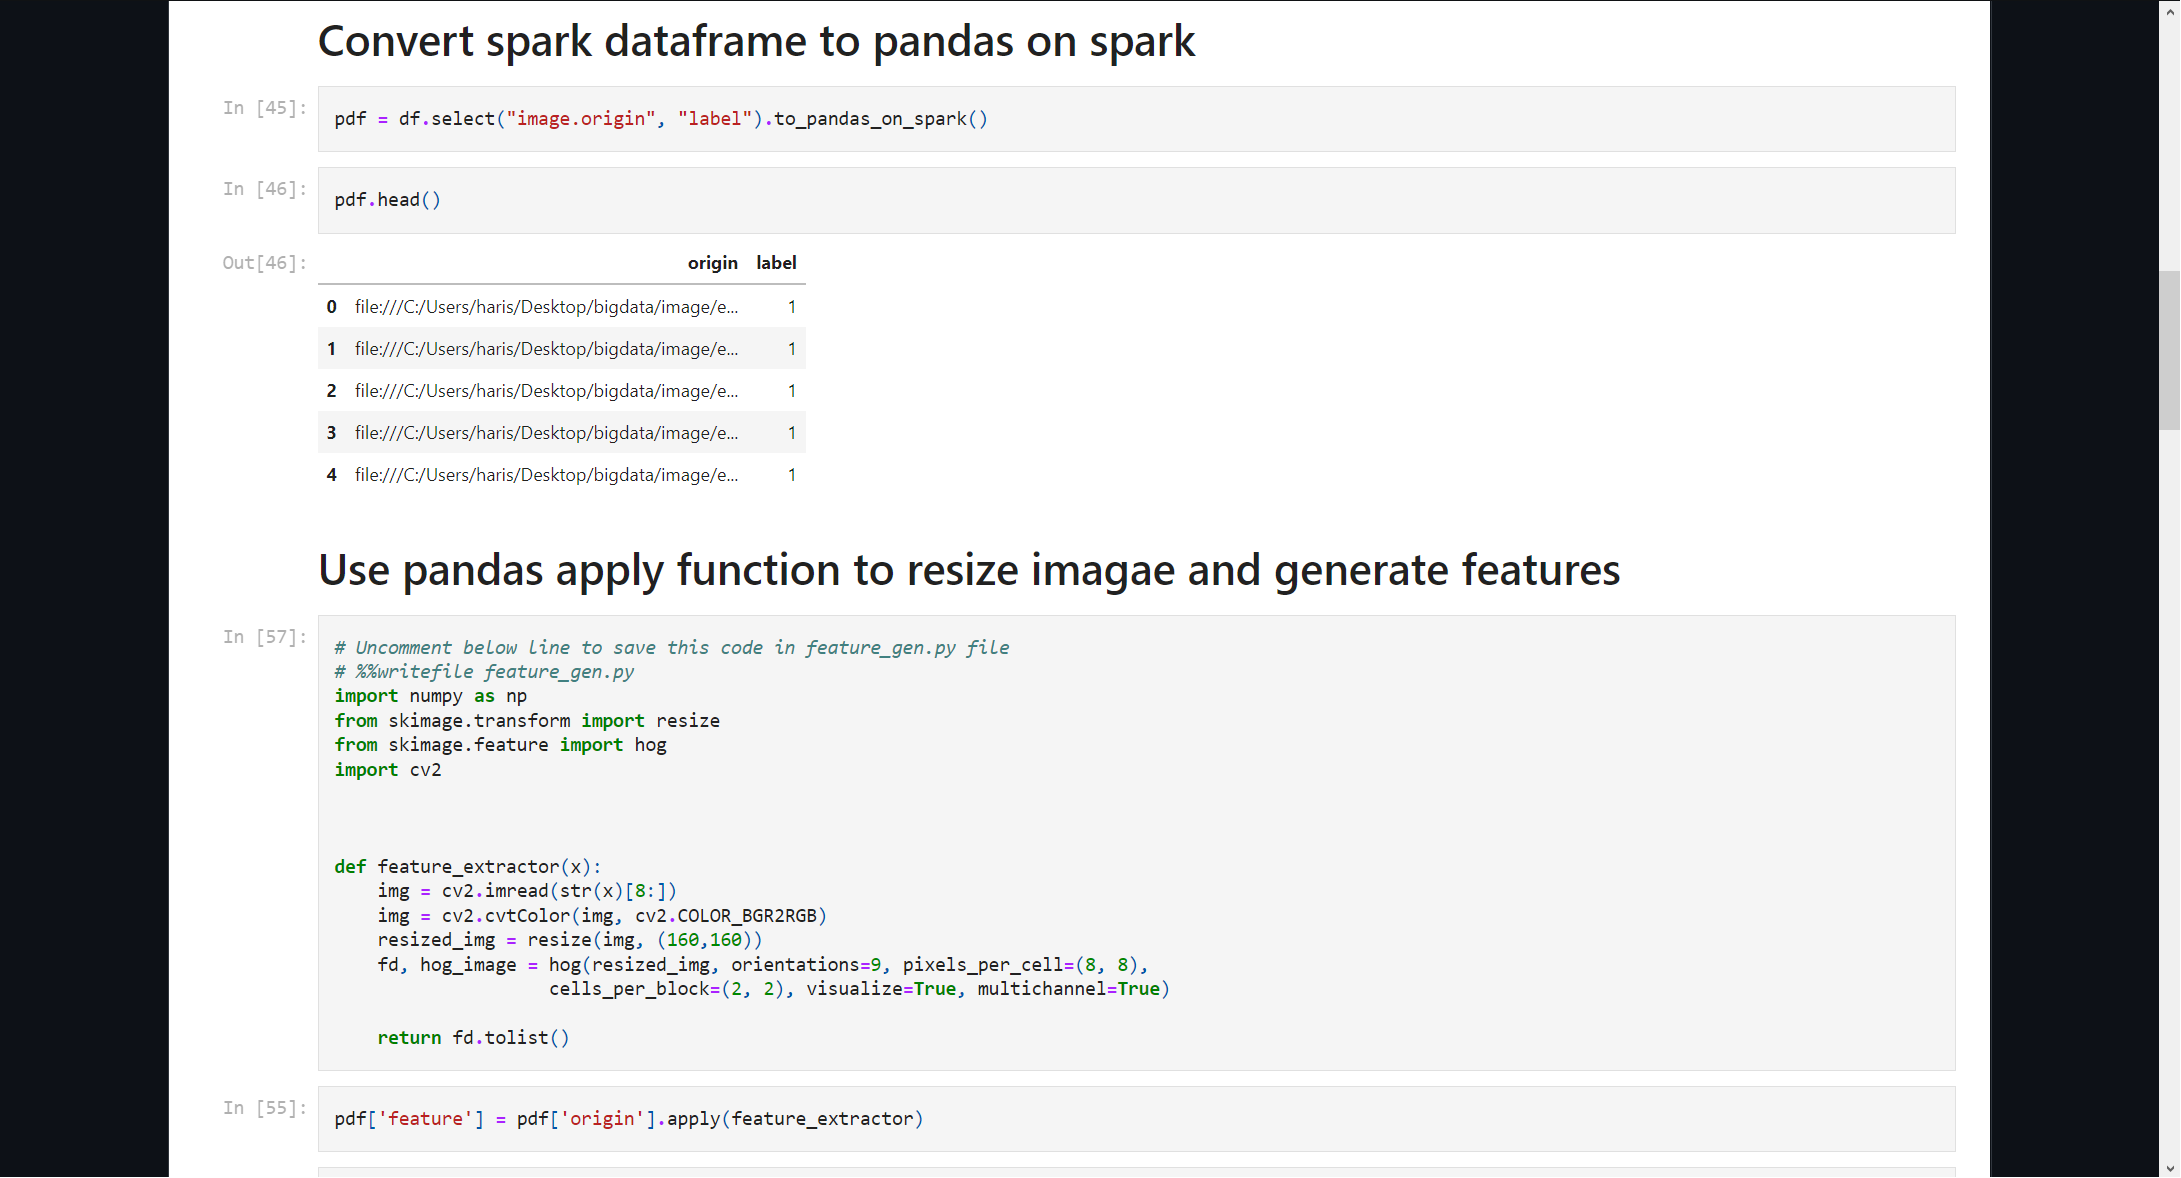 Convert spark dataframe to pandas on spark
In [45]:
pdf = df.select("image.origin", "label").to_pandas_on_spark()
In [46]:
pdf.head()
Out[46]:
origin label
0 file:///C:/Users/haris/Desktop/bigdata/image/e... 1
1 file:///C:/Users/haris/Desktop/bigdata/image/e... 1
2 file:///C:/Users/haris/Desktop/bigdata/image/e... 1
3 file:///C:/Users/haris/Desktop/bigdata/image/e... 1
4 file:///C:/Users/haris/Desktop/bigdata/image/e... 1
Use pandas apply function to resize imagae and generate features
In [57]:
# Uncomment below line to save this code in feature_gen.py file
# %%writefile feature_gen.py
import numpy as np
from skimage.transform import resize
from skimage.feature import hog
import cv2
def feature_extractor(x):
    img = cv2.imread(str(x)[8:])
    img = cv2.cvtColor(img, cv2.COLOR_BGR2RGB)
    resized_img = resize(img, (160,160))
    fd, hog_image = hog(resized_img, orientations=9, pixels_per_cell=(8, 8),
                    cells_per_block=(2, 2), visualize=True, multichannel=True)
    return fd.tolist()
In [55]:
pdf['feature'] = pdf['origin'].apply(feature_extractor)